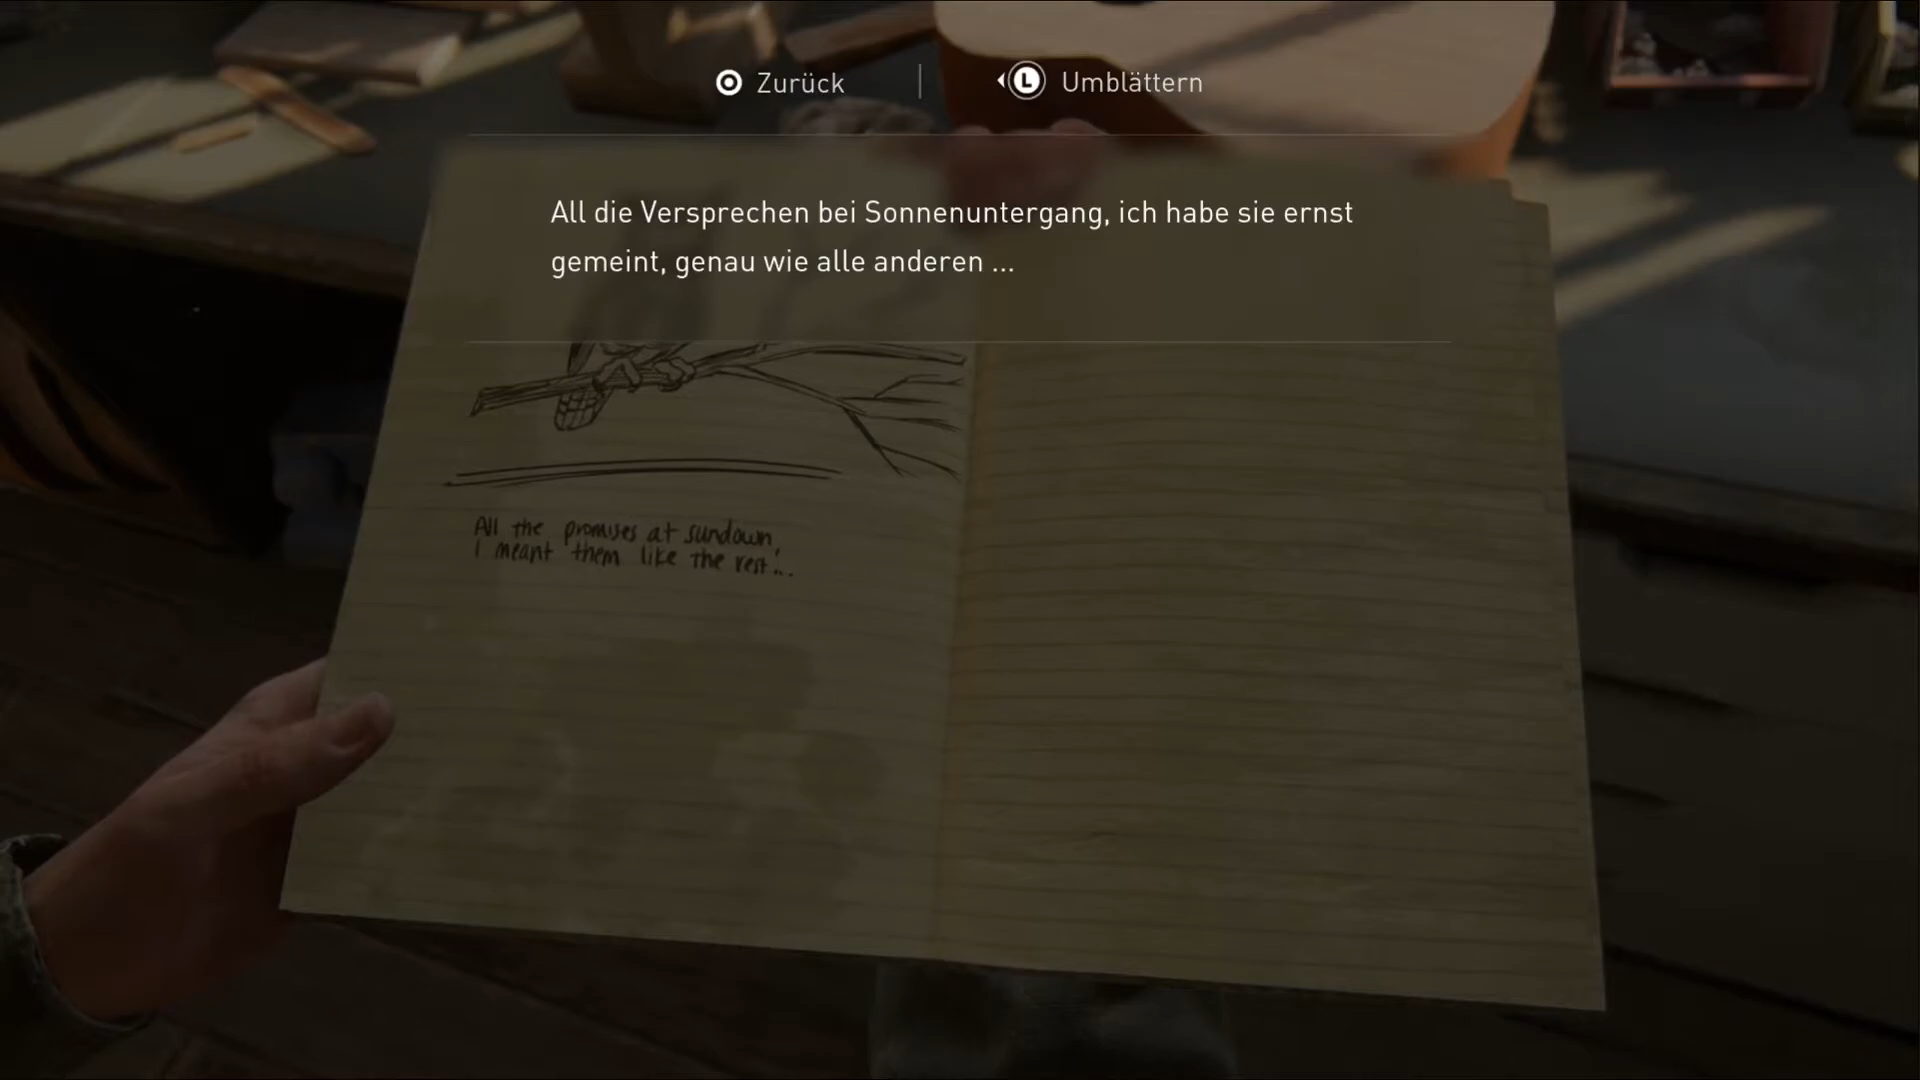 Zurück
L Umblättern
All die Versprechen bei Sonnenuntergang, ich habe sie ernst
gemeint, genau wie alle anderen ...
All the promises at sundown,
I meant them like the rest...